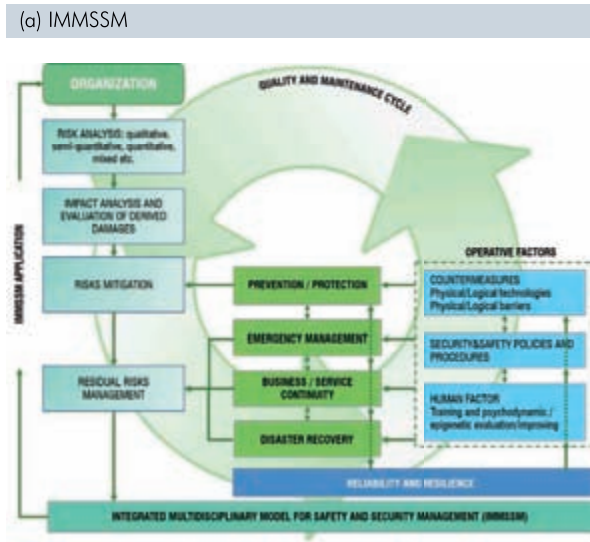 (a) IMMSSM
ORGANIZATION
QUALITY AND MAINTENANCE CYCLE
RISK ANALYSIS: qualitative,
semi-quantitative, quantitative,
mixed etc.
IMPACT ANALYSIS AND
EVALUATION OF DERIVED
DAMAGES
IMMSSM APPLICATION
RISKS MITIGATION
RESIDUAL RISKS
MANAGEMENT
PREVENTION / PROTECTION
EMERGENCY MANAGEMENT
BUSINESS / SERVICE
CONTINUITY
DISASTER RECOVERY
OPERATIVE FACTORS
COUNTERMEASURES
Physical/Logical technologies
Physical/Logical barriers
SECURITY&SAFETY POLICIES AND
PROCEDURES
HUMAN FACTOR
Training and psychodynamic /
epigenetic evaluation/improving
RELIABILITY AND RESILIENCE
INTEGRATED MULTIDISCIPLINARY MODEL FOR SAFETY AND SECURITY MANAGEMENT (IMMSSM)